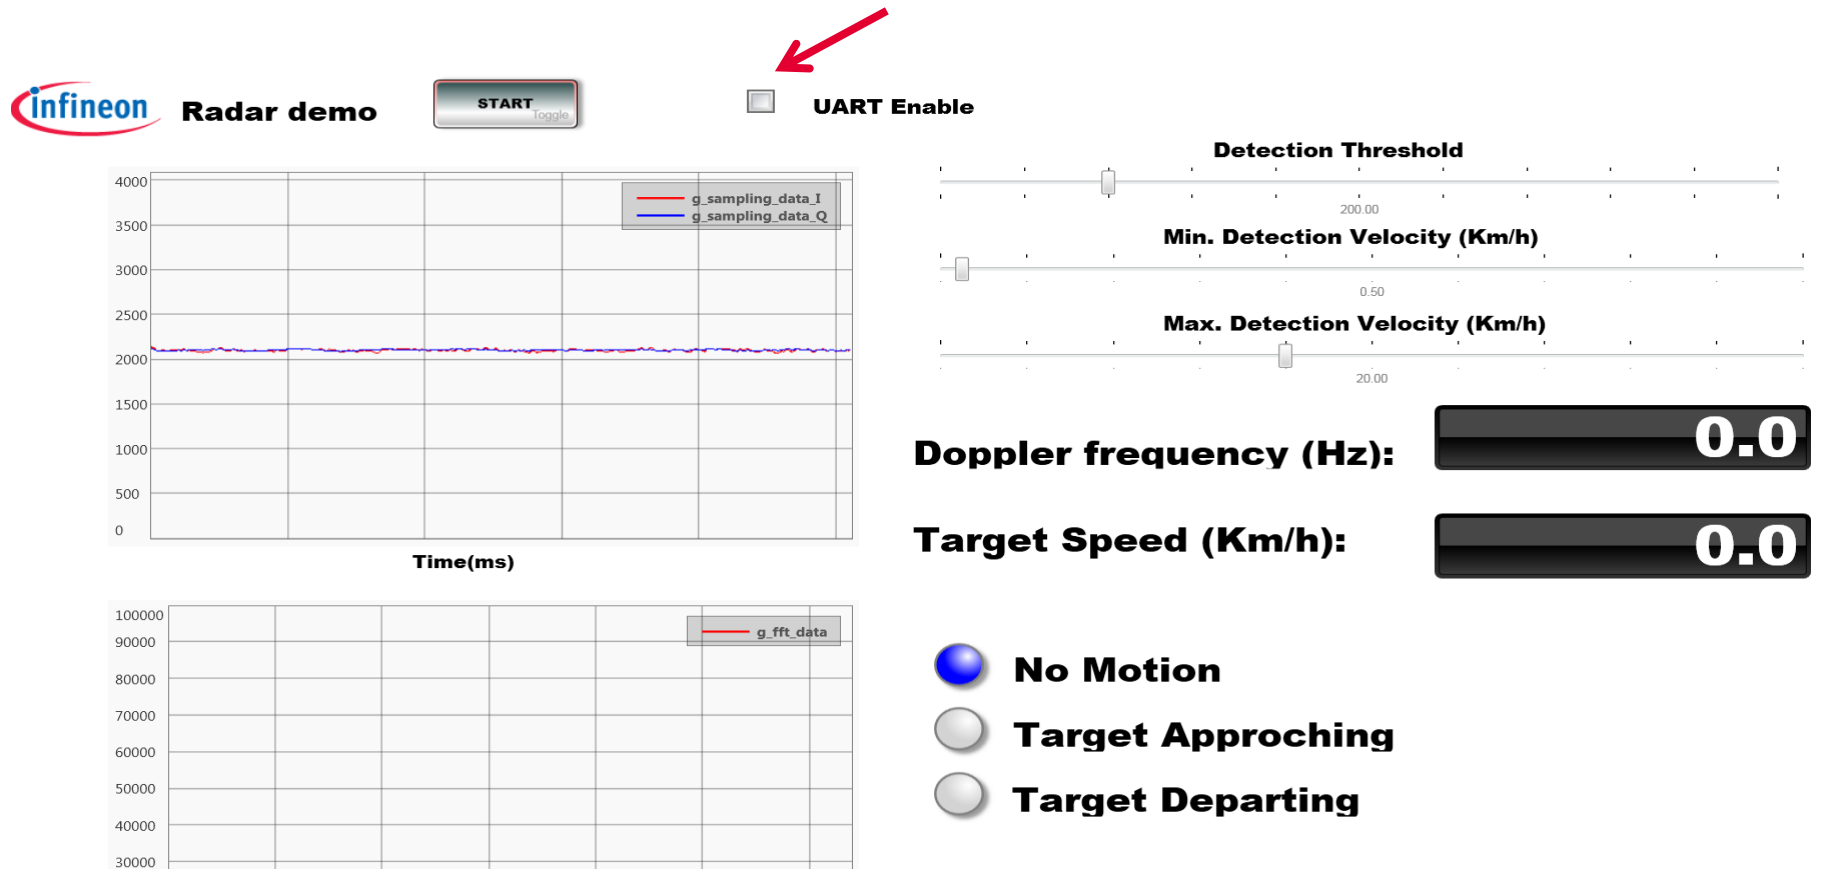 infineon
Radar demo
START
Toggle
UART Enable
Detection Threshold
200.00
Min. Detection Velocity (Km/h)
0.50
Max. Detection Velocity (Km/h)
20.00
4000
3500
3000
2500
2000
1500
1000
500
0
g_sampling_data_I
g_sampling_data_Q
Time(ms)
Doppler frequency (Hz):
0.0
Target Speed (Km/h):
0.0
100000
90000
80000
70000
60000
50000
40000
30000
g_fft_data
No Motion
Target Approching
Target Departing